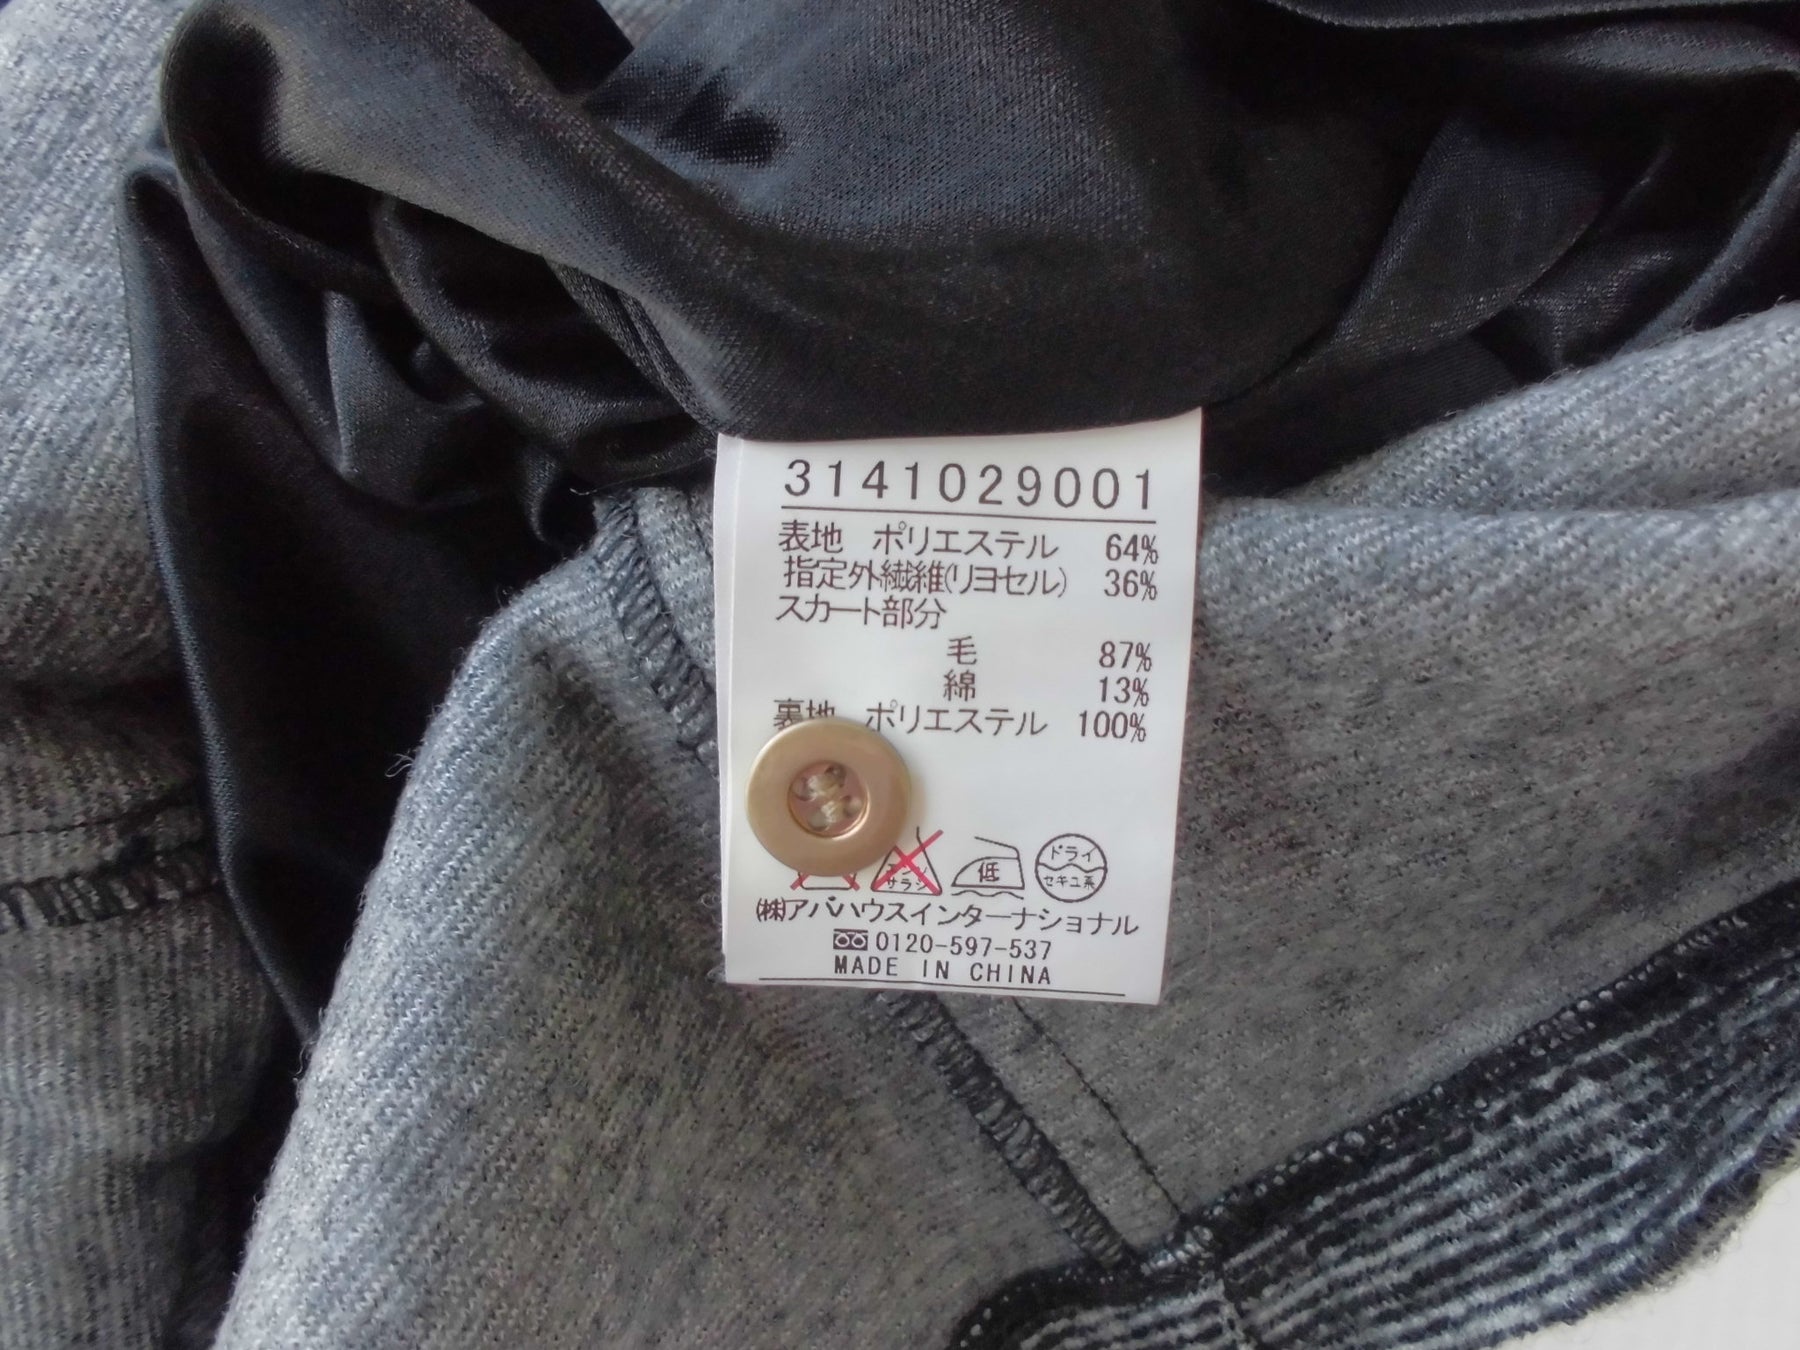 3141029001
表地 ポリエステル 64%
指定外繊維(リヨセル) 36%
スカート部分
毛 87%
綿 13%
裏地 ポリエステル 100%
サラシ
低
ドライ
セキユ系
(株)アバハウスインターナショナル
0120-597-537
MADE IN CHINA